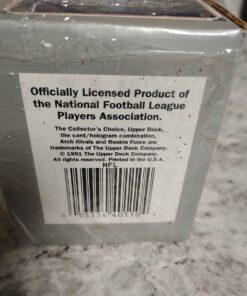 Officially Licensed Product of
the National Football League
Players Association.
The Collector's Choice, Upper Deck,
the card/hologram combination,
Arch Rivals and Rookie Force are
trademarks of The Upper Deck Company.
© 1991 The Upper Deck Company.
All rights reserved. Printed in the U.S.A.
NFL